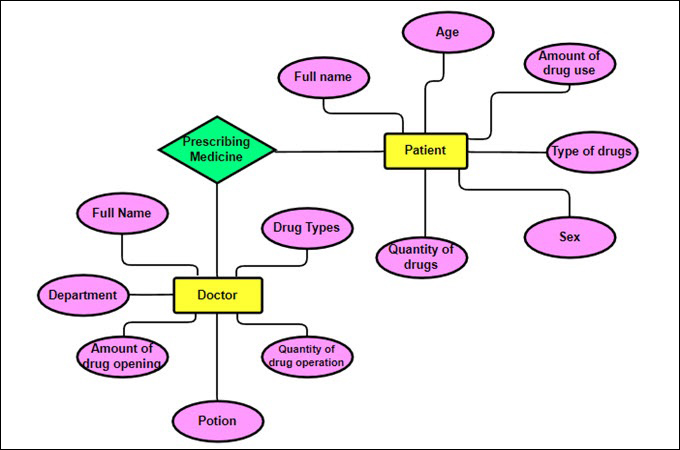 Age
Full name
Amount of
drug use
Prescribing
Medicine
Patient
Type of drugs
Full Name
Drug Types
Quantity of
drugs
Sex
Department
Doctor
Amount of
drug opening
Quantity of
drug operation
Potion